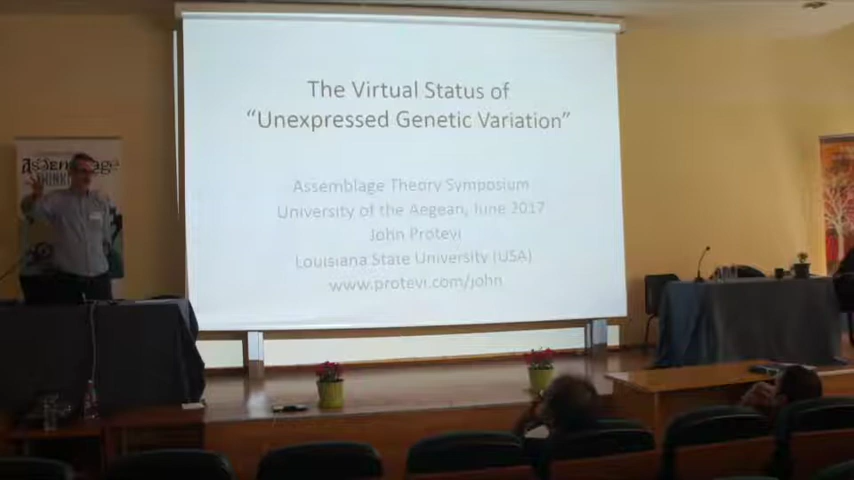 The Virtual Status of
“Unexpressed Genetic Variation”
Assemblage Theory Symposium
University of the Aegean, June 2017
John Protevi
Louisiana State University (USA)
www.protevi.com/john